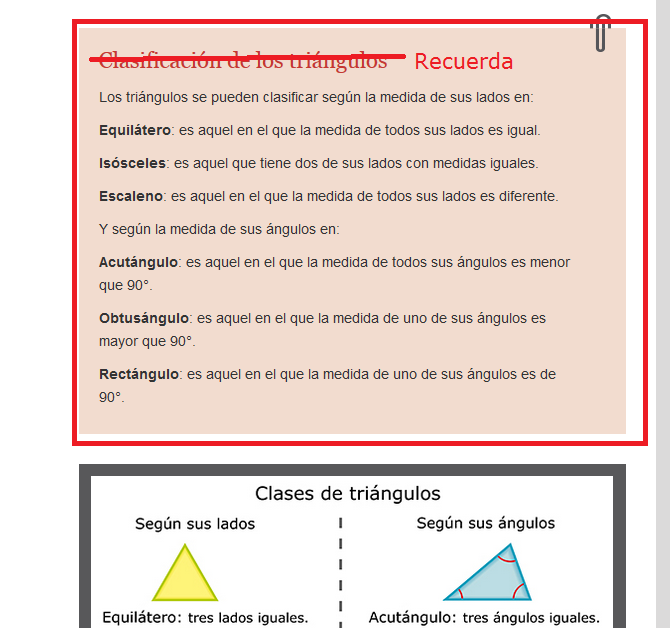 Clasificación de los triángulos Recuerda
Los triángulos se pueden clasificar según la medida de sus lados en:
Equilátero: es aquel en el que la medida de todos sus lados es igual.
Isósceles: es aquel que tiene dos de sus lados con medidas iguales.
Escaleno: es aquel en el que la medida de todos sus lados es diferente.
Y según la medida de sus ángulos en:
Acutángulo: es aquel en el que la medida de todos sus ángulos es menor
que 90°.
Obtusángulo: es aquel en el que la medida de uno de sus ángulos es
mayor que 90°.
Rectángulo: es aquel en el que la medida de uno de sus ángulos es de
90°.
Clases de triángulos
Según sus lados
Equilátero: tres lados iguales.
Según sus ángulos
Acutángulo: tres ángulos iguales.